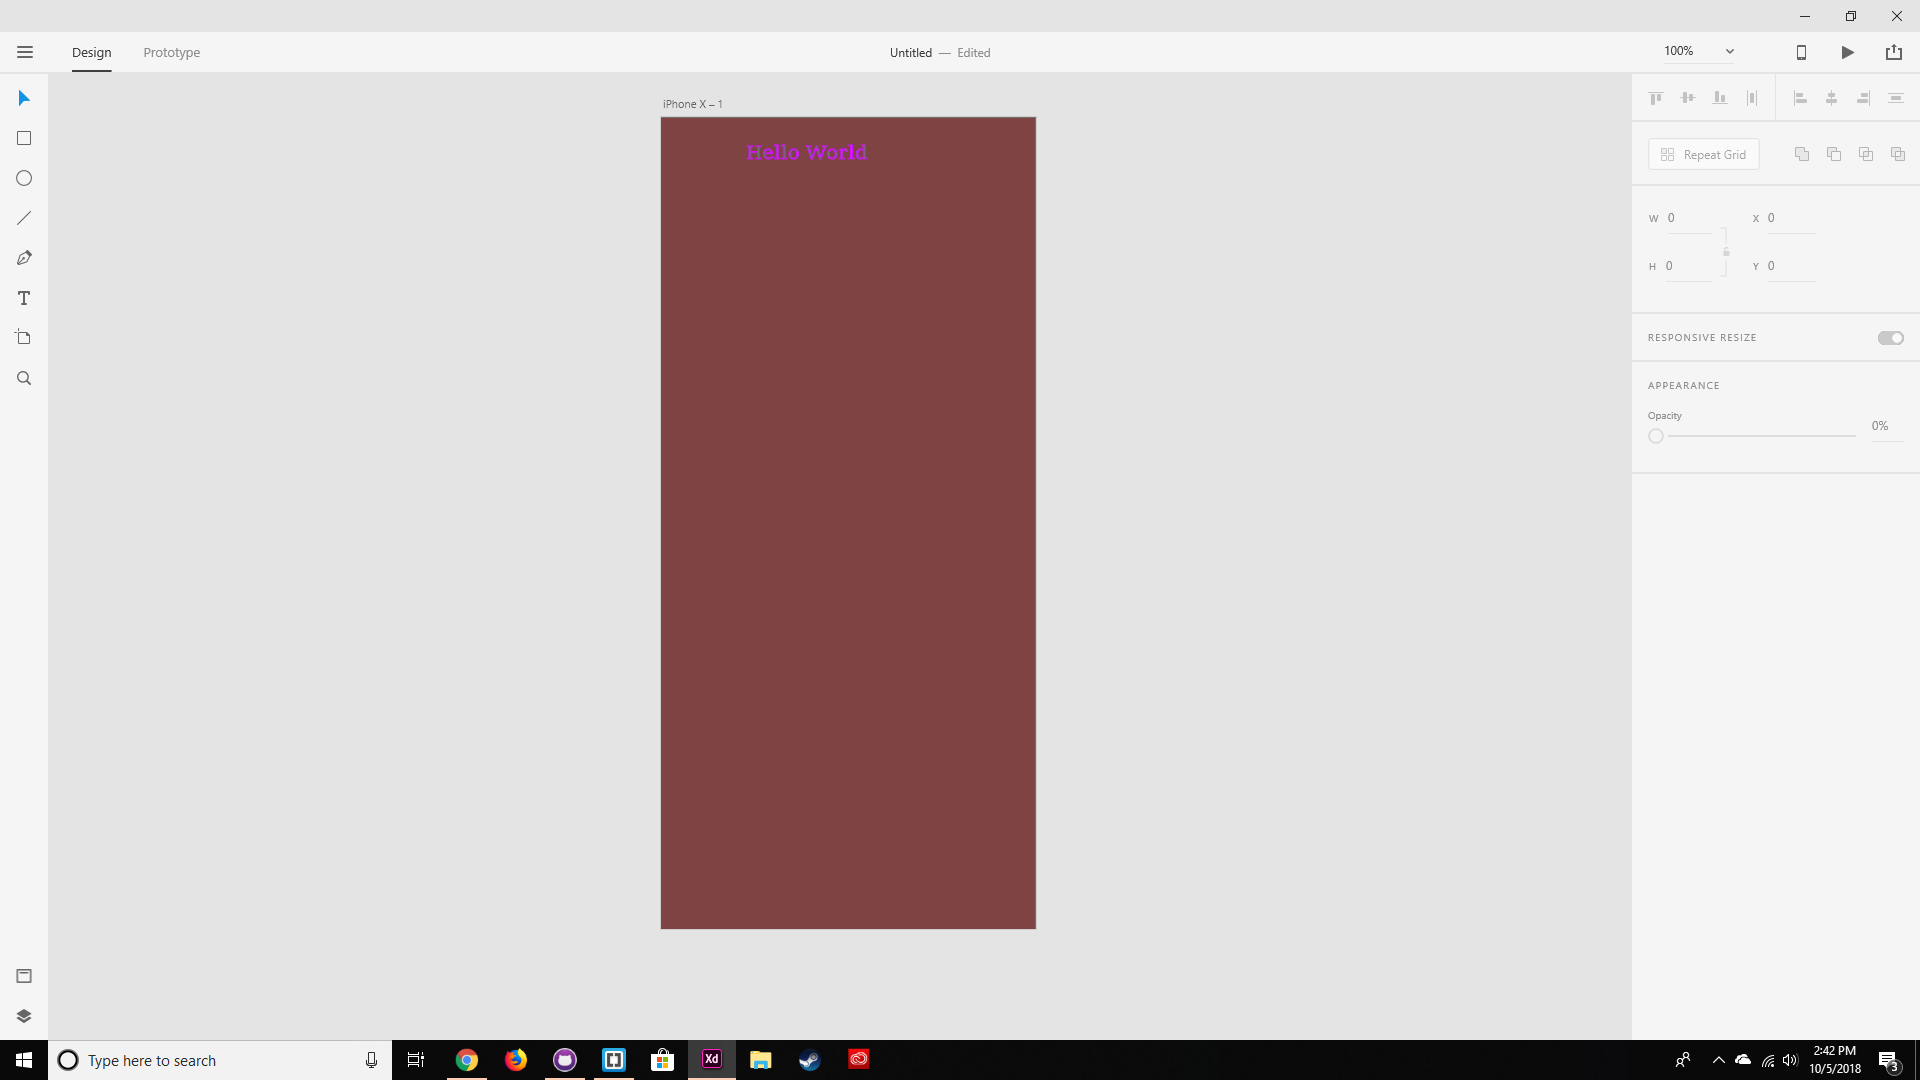 Design Prototype Untitled — Edited 100%
iPhone X – 1
Hello World
Repeat Grid
W 0 X 0
H 0 Y 0
RESPONSIVE RESIZE
APPEARANCE
Opacity
0%
Type here to search
Xd
2:42 PM
10/5/2018
3